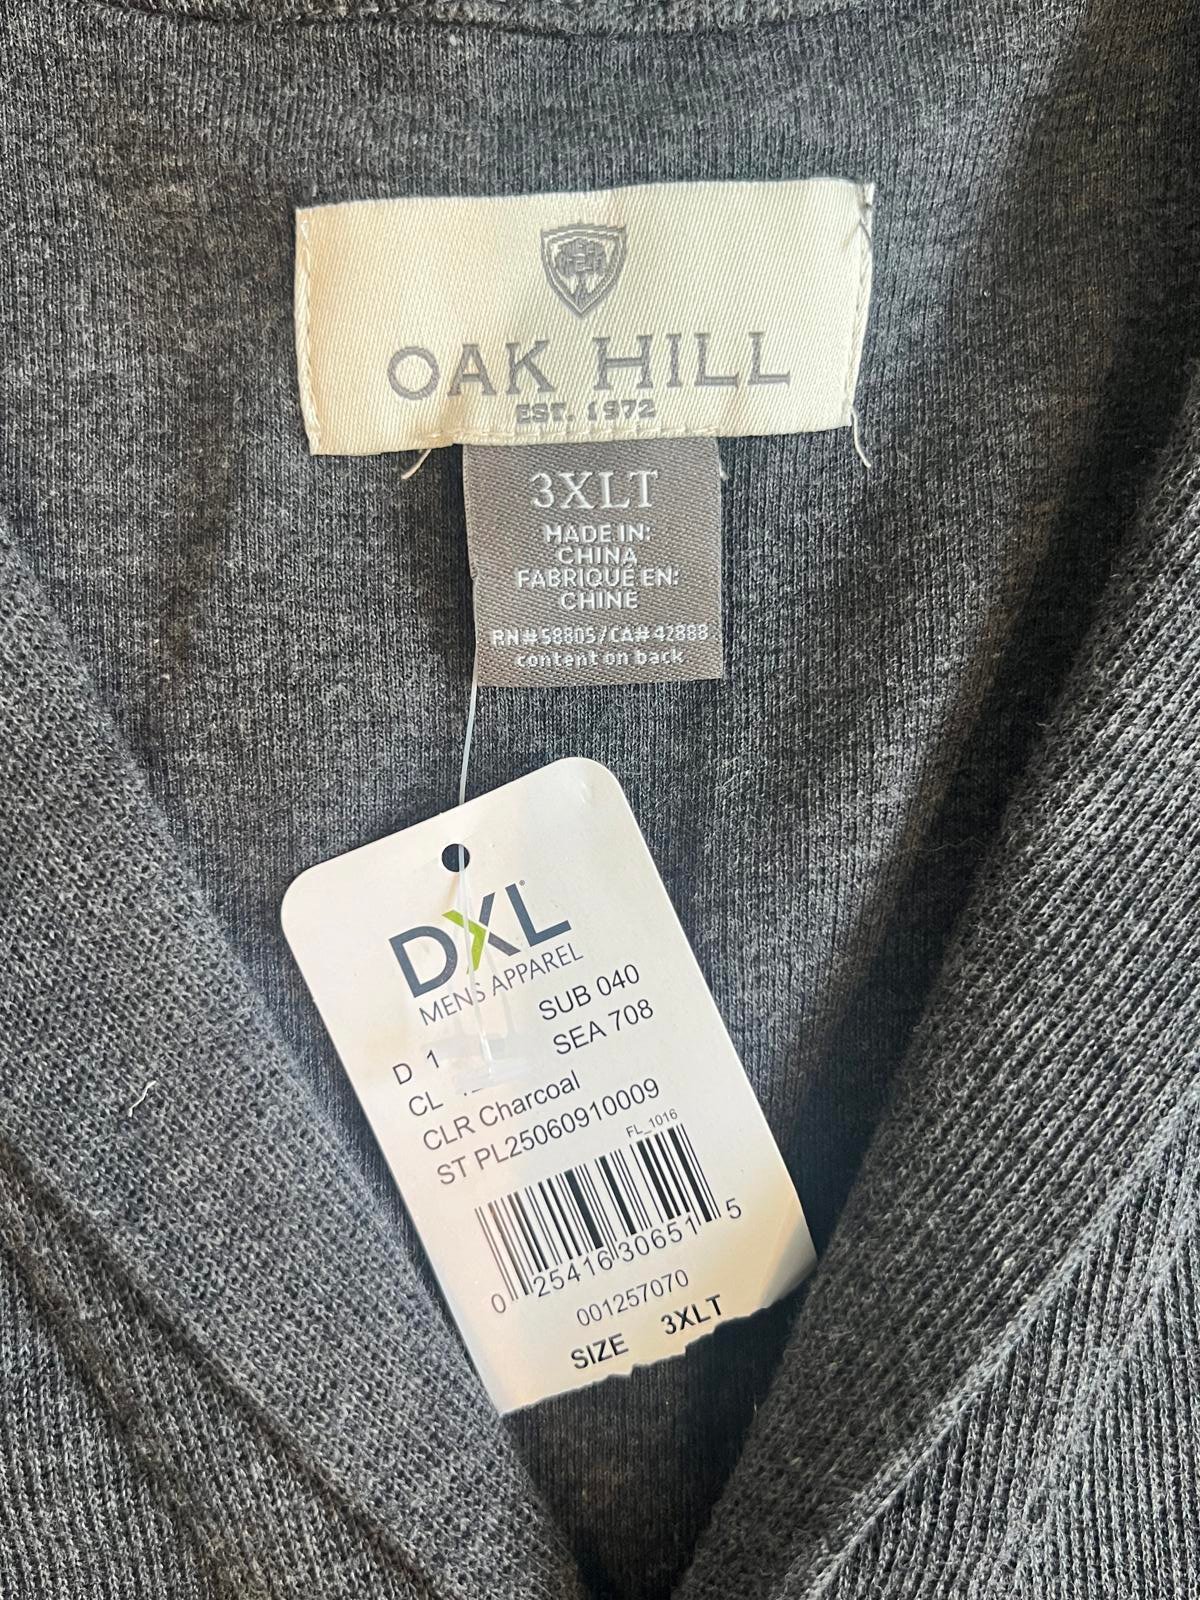 OAK HILL
EST. 1972
3XLT
MADE IN:
CHINA
FABRIQUÉ EN:
CHINE
RN#58805/CA#42888
content on back
DXL®
MENS APPAREL
D 1 SUB 040
CL SEA 708
CLR Charcoal
ST PL25060910009
FL_1016
0 25416 30651 5
001257070
SIZE 3XLT